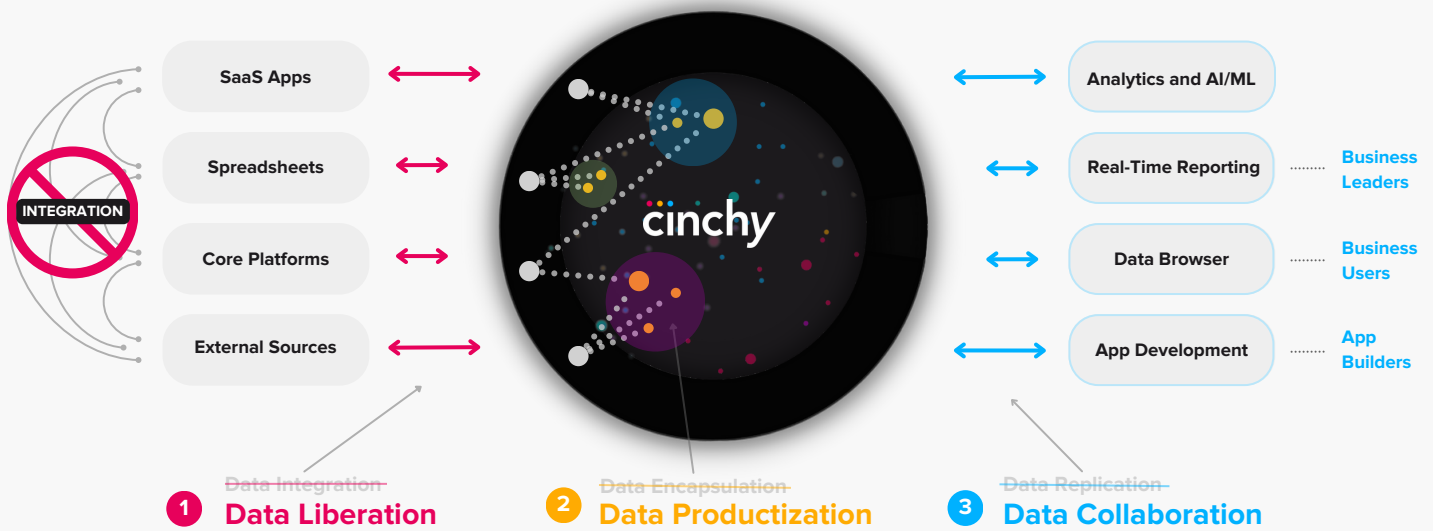 SaaS Apps
Spreadsheets
INTEGRATION
Core Platforms
External Sources
cinchy
Analytics and AI/ML
Real-Time Reporting
Business
Leaders
Data Browser
Business
Users
App Development
App
Builders
1
Data Integration
Data Liberation
2
Data Encapsulation
Data Productization
3
Data Replication
Data Collaboration